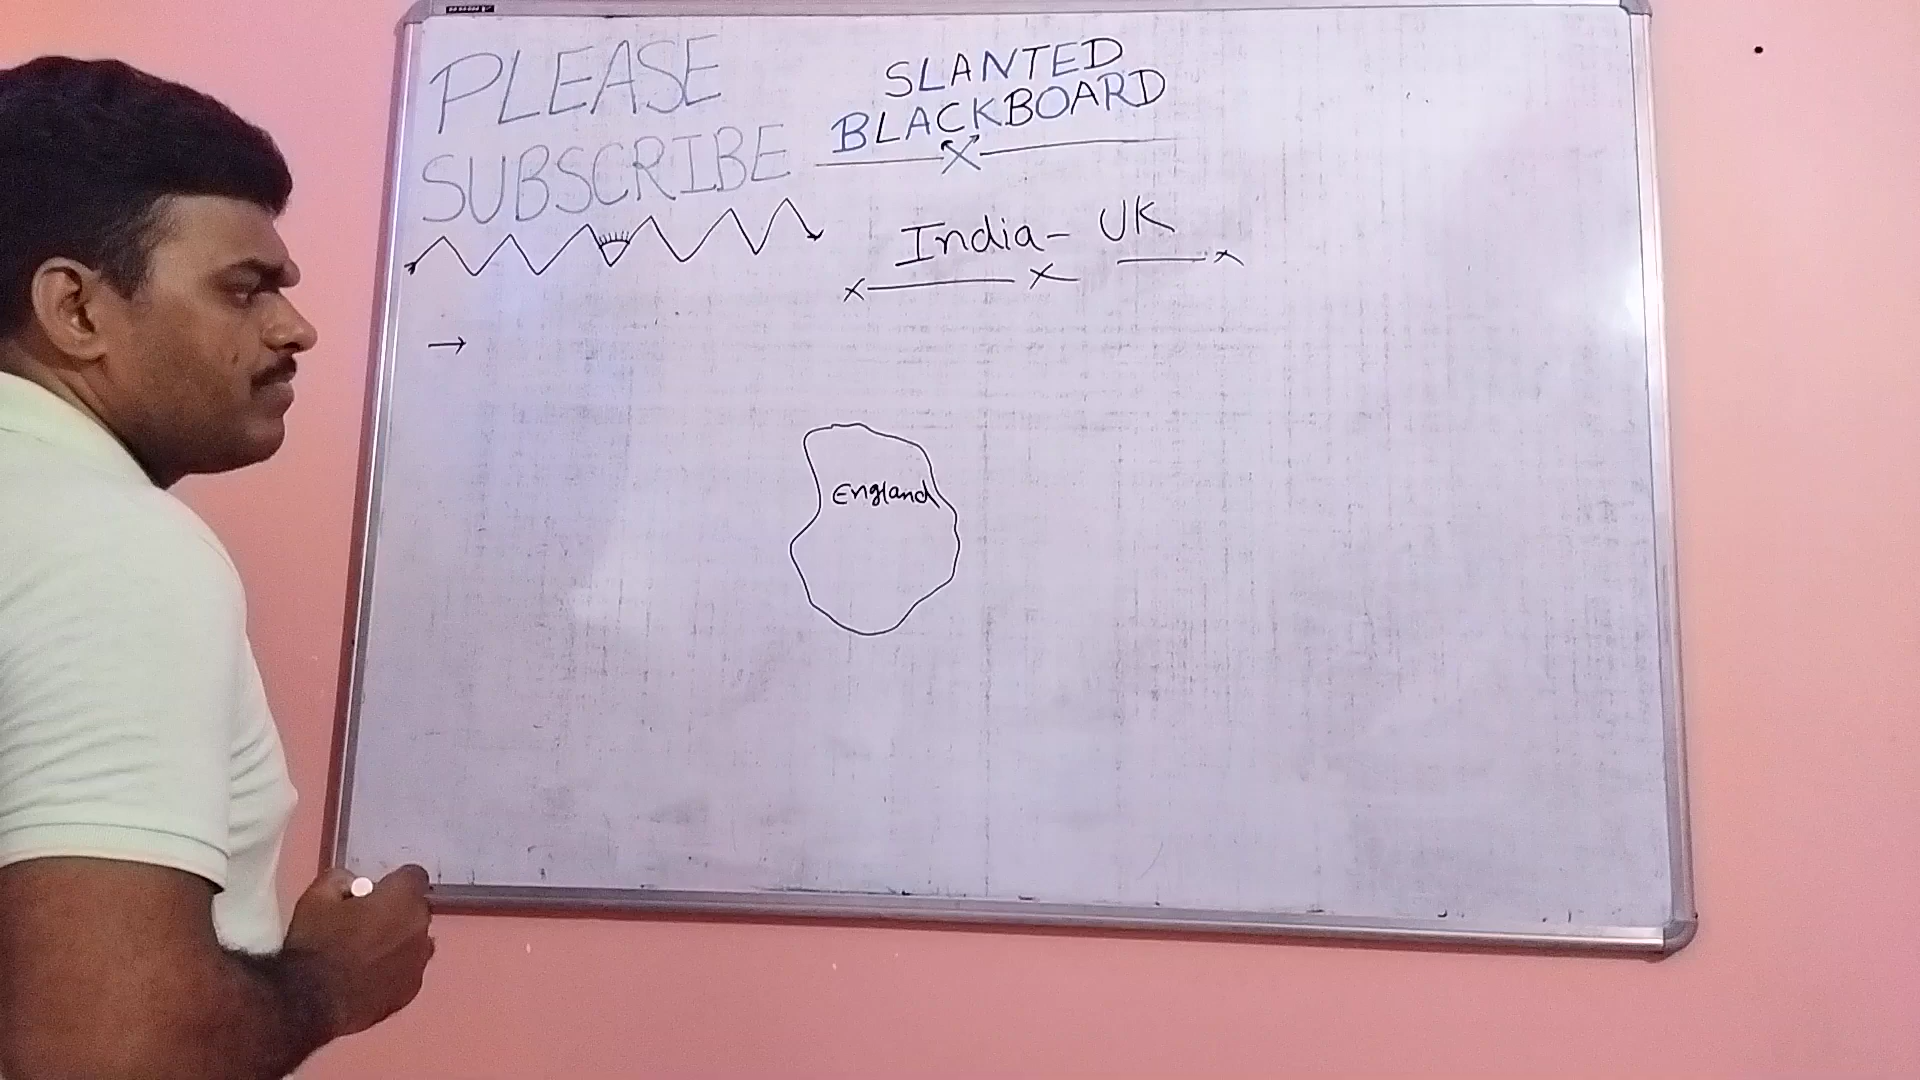 PLEASE
SUBSCRIBE
SLANTED
BLACKBOARD
India - UK
England